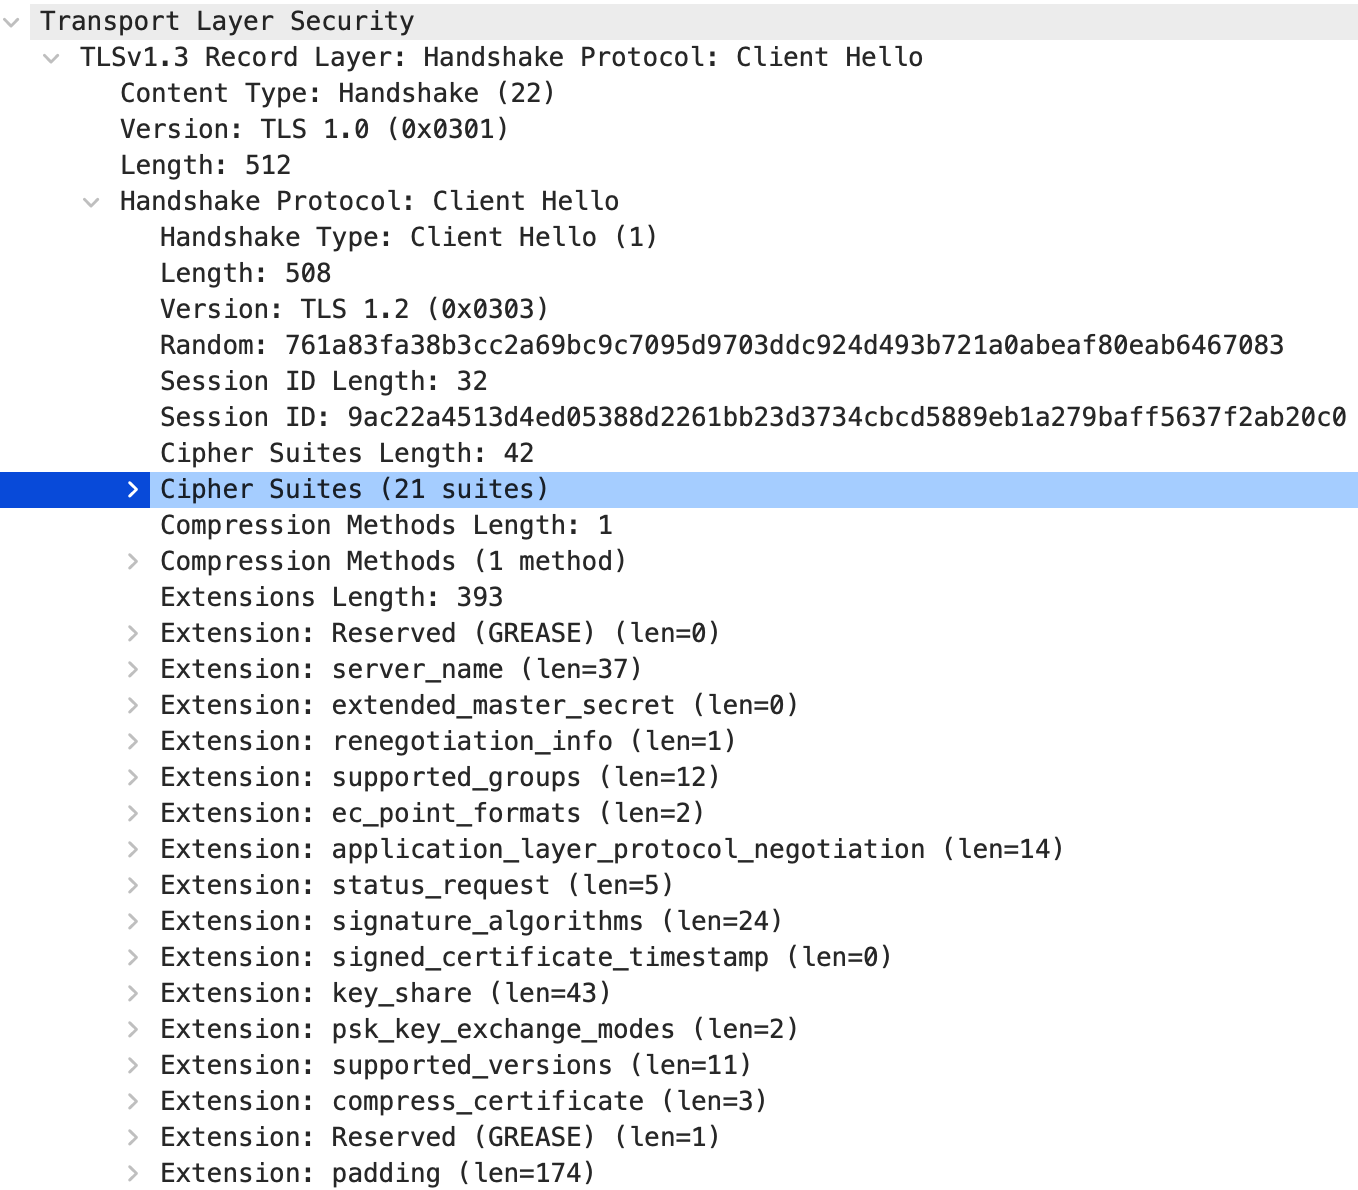 Transport Layer Security
TLSv1.3 Record Layer: Handshake Protocol: Client Hello
Content Type: Handshake (22)
Version: TLS 1.0 (0x0301)
Length: 512
Handshake Protocol: Client Hello
Handshake Type: Client Hello (1)
Length: 508
Version: TLS 1.2 (0x0303)
Random: 761a83fa38b3cc2a69bc9c7095d9703ddc924d493b721a0abeaf80eab6467083
Session ID Length: 32
Session ID: 9ac22a4513d4ed05388d2261bb23d3734cbcd5889eb1a279baff5637f2ab20c0
Cipher Suites Length: 42
Cipher Suites (21 suites)
Compression Methods Length: 1
Compression Methods (1 method)
Extensions Length: 393
Extension: Reserved (GREASE) (len=0)
Extension: server_name (len=37)
Extension: extended_master_secret (len=0)
Extension: renegotiation_info (len=1)
Extension: supported_groups (len=12)
Extension: ec_point_formats (len=2)
Extension: application_layer_protocol_negotiation (len=14)
Extension: status_request (len=5)
Extension: signature_algorithms (len=24)
Extension: signed_certificate_timestamp (len=0)
Extension: key_share (len=43)
Extension: psk_key_exchange_modes (len=2)
Extension: supported_versions (len=11)
Extension: compress_certificate (len=3)
Extension: Reserved (GREASE) (len=1)
Extension: padding (len=174)